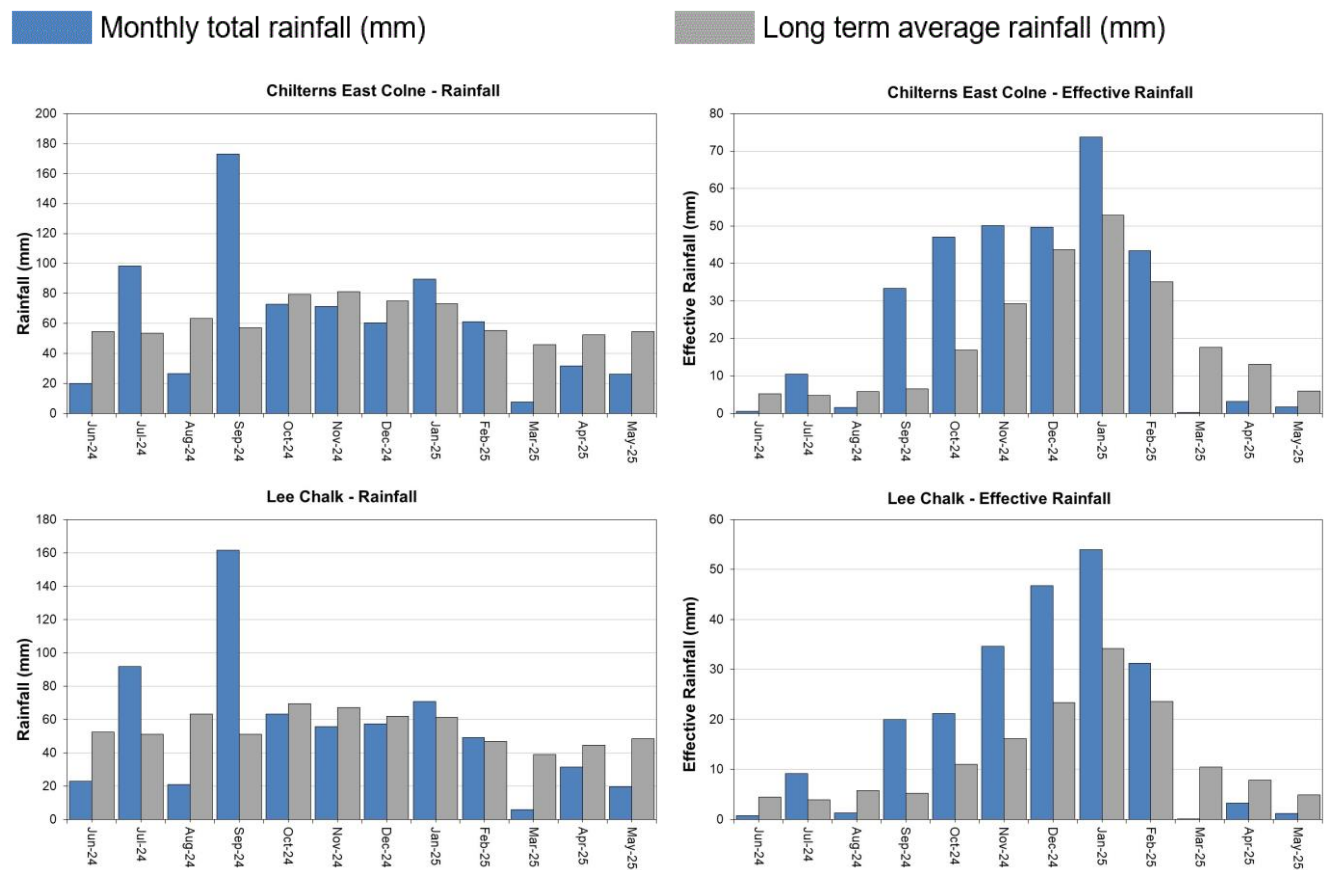 Monthly total rainfall (mm)
Long term average rainfall (mm)
Chilterns East Colne - Rainfall
Rainfall (mm)
200
180
160
140
120
100
80
60
40
20
0
Jun-24
Jul-24
Aug-24
Sep-24
Oct-24
Nov-24
Dec-24
Jan-25
Feb-25
Mar-25
Apr-25
May-25
Chilterns East Colne - Effective Rainfall
Effective Rainfall (mm)
80
70
60
50
40
30
20
10
0
Jun-24
Jul-24
Aug-24
Sep-24
Oct-24
Nov-24
Dec-24
Jan-25
Feb-25
Mar-25
Apr-25
May-25
Lee Chalk - Rainfall
Rainfall (mm)
180
160
140
120
100
80
60
40
20
0
Jun-24
Jul-24
Aug-24
Sep-24
Oct-24
Nov-24
Dec-24
Jan-25
Feb-25
Mar-25
Apr-25
May-25
Lee Chalk - Effective Rainfall
Effective Rainfall (mm)
60
50
40
30
20
10
0
Jun-24
Jul-24
Aug-24
Sep-24
Oct-24
Nov-24
Dec-24
Jan-25
Feb-25
Mar-25
Apr-25
May-25